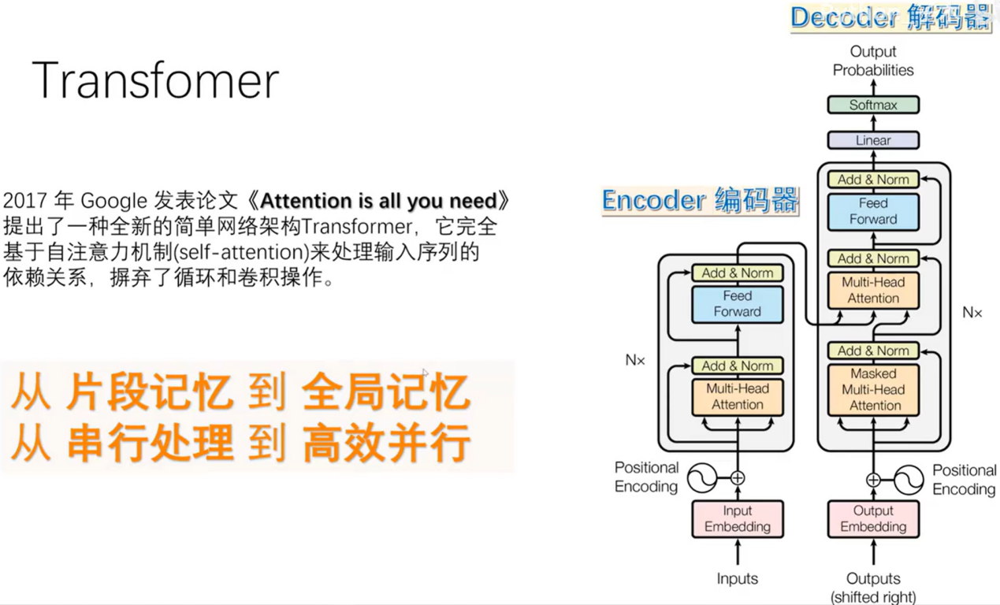 Decoder 解码器
Transfomer
2017 年 Google 发表论文《Attention is all you need》
提出了一种全新的简单网络架构Transformer，它完全
基于自注意力机制(self-attention)来处理输入序列的
依赖关系，摒弃了循环和卷积操作。
从 片段记忆 到 全局记忆
从 串行处理 到 高效并行
Encoder 编码器
Output
Probabilities
Softmax
Linear
Add & Norm
Feed
Forward
Add & Norm
Multi-Head
Attention
Add & Norm
Masked
Multi-Head
Attention
Nx
Positional
Encoding
Output
Embedding
Outputs
(shifted right)
Add & Norm
Feed
Forward
Add & Norm
Multi-Head
Attention
Nx
Positional
Encoding
Input
Embedding
Inputs